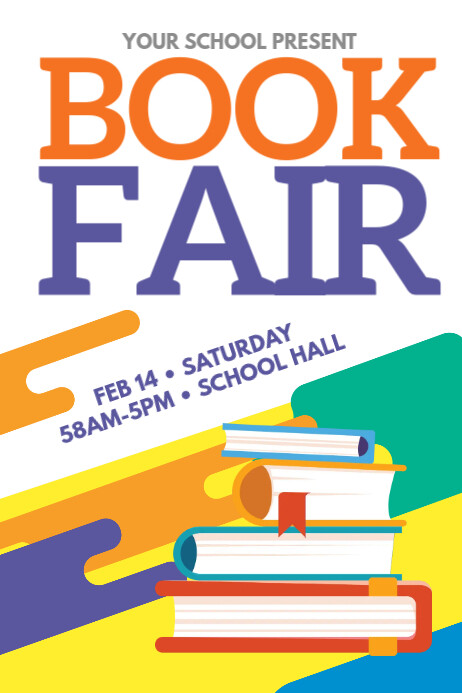 YOUR SCHOOL PRESENT
BOOK
FAIR
FEB 14 • SATURDAY
58AM-5PM • SCHOOL HALL